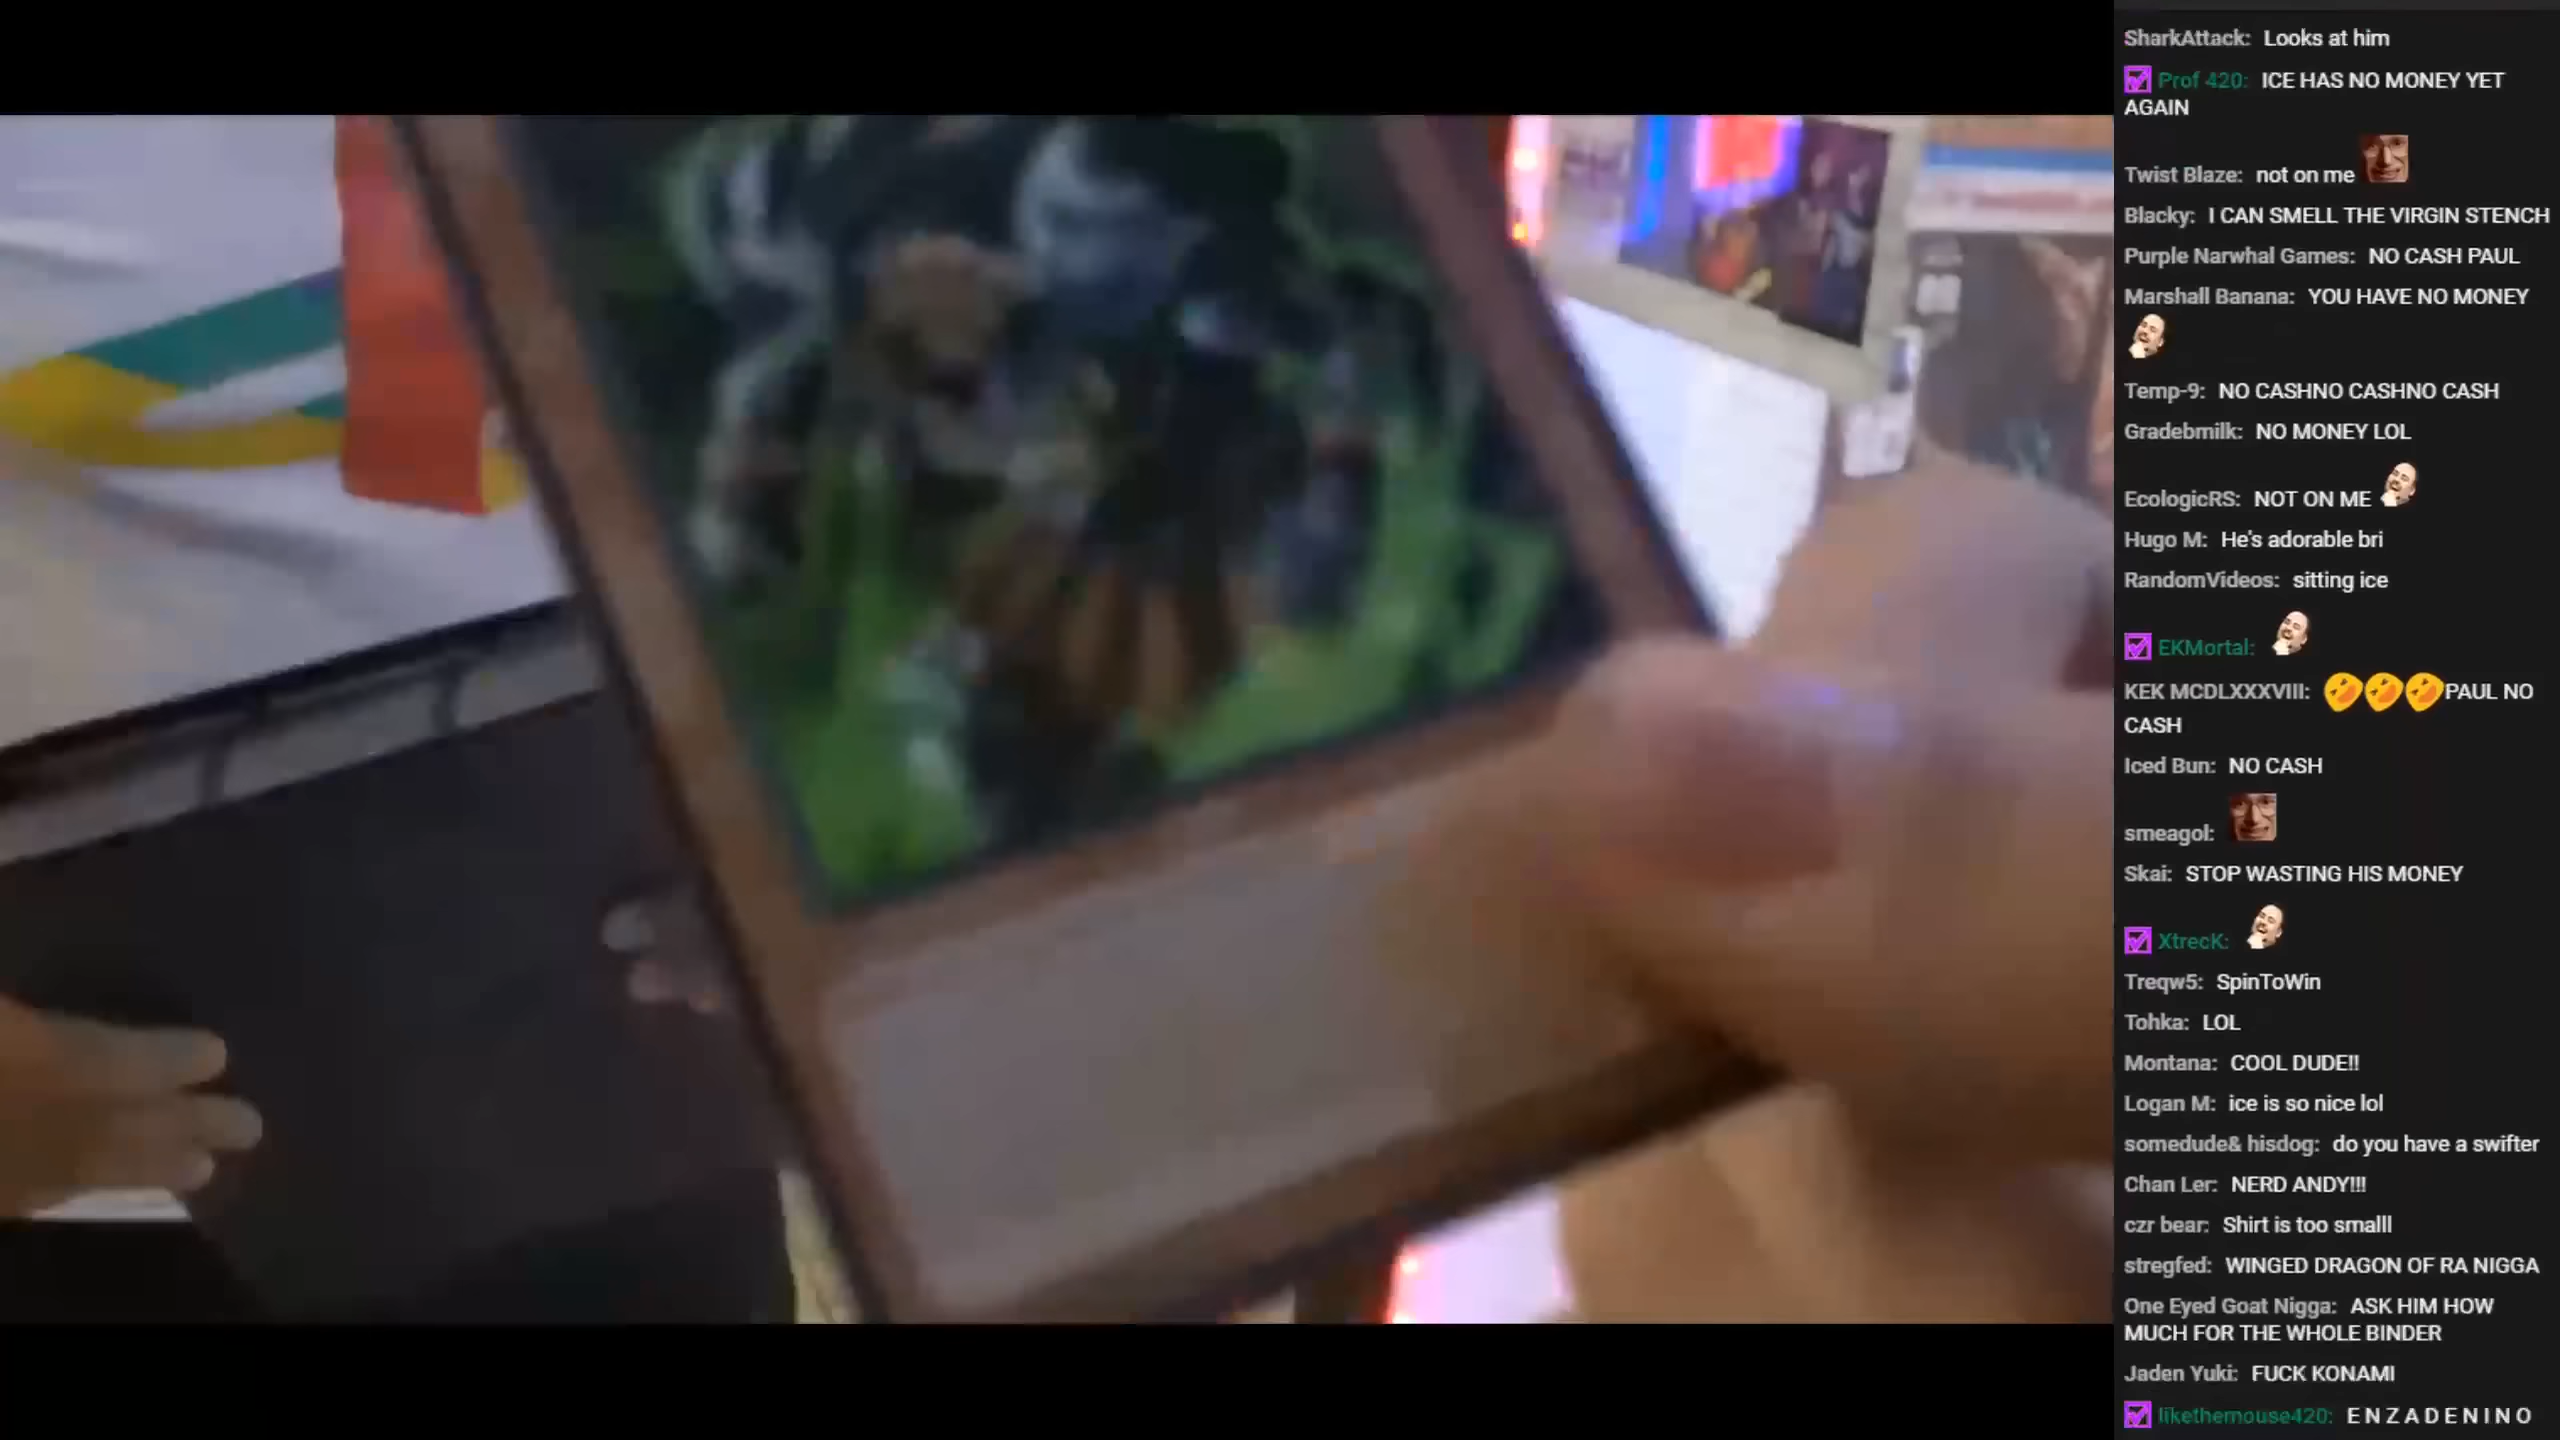 SharkAttack: Looks at him
Prof 420: ICE HAS NO MONEY YET
AGAIN
Twist Blaze: not on me
Blacky: I CAN SMELL THE VIRGIN STENCH
Purple Narwhal Games: NO CASH PAUL
Marshall Banana: YOU HAVE NO MONEY
Temp-9: NO CASHNO CASHNO CASH
Gradebmilk: NO MONEY LOL
EcologicRS: NOT ON ME
Hugo M: He's adorable bri
RandomVideos: sitting ice
EKMortal:
KEK MCDLXXXVIII: 🤣🤣🤣PAUL NO
CASH
Iced Bun: NO CASH
smeagol:
Skai: STOP WASTING HIS MONEY
XtrecK:
Treqw5: SpinToWin
Tohka: LOL
Montana: COOL DUDE!!
Logan M: ice is so nice lol
somedude& hisdog: do you have a swifter
Chan Ler: NERD ANDY!!!
czr bear: Shirt is too smalll
stregfed: WINGED DRAGON OF RA NIGGA
One Eyed Goat Nigga: ASK HIM HOW
MUCH FOR THE WHOLE BINDER
Jaden Yuki: FUCK KONAMI
likethemouse420: E N Z A D E N I N O